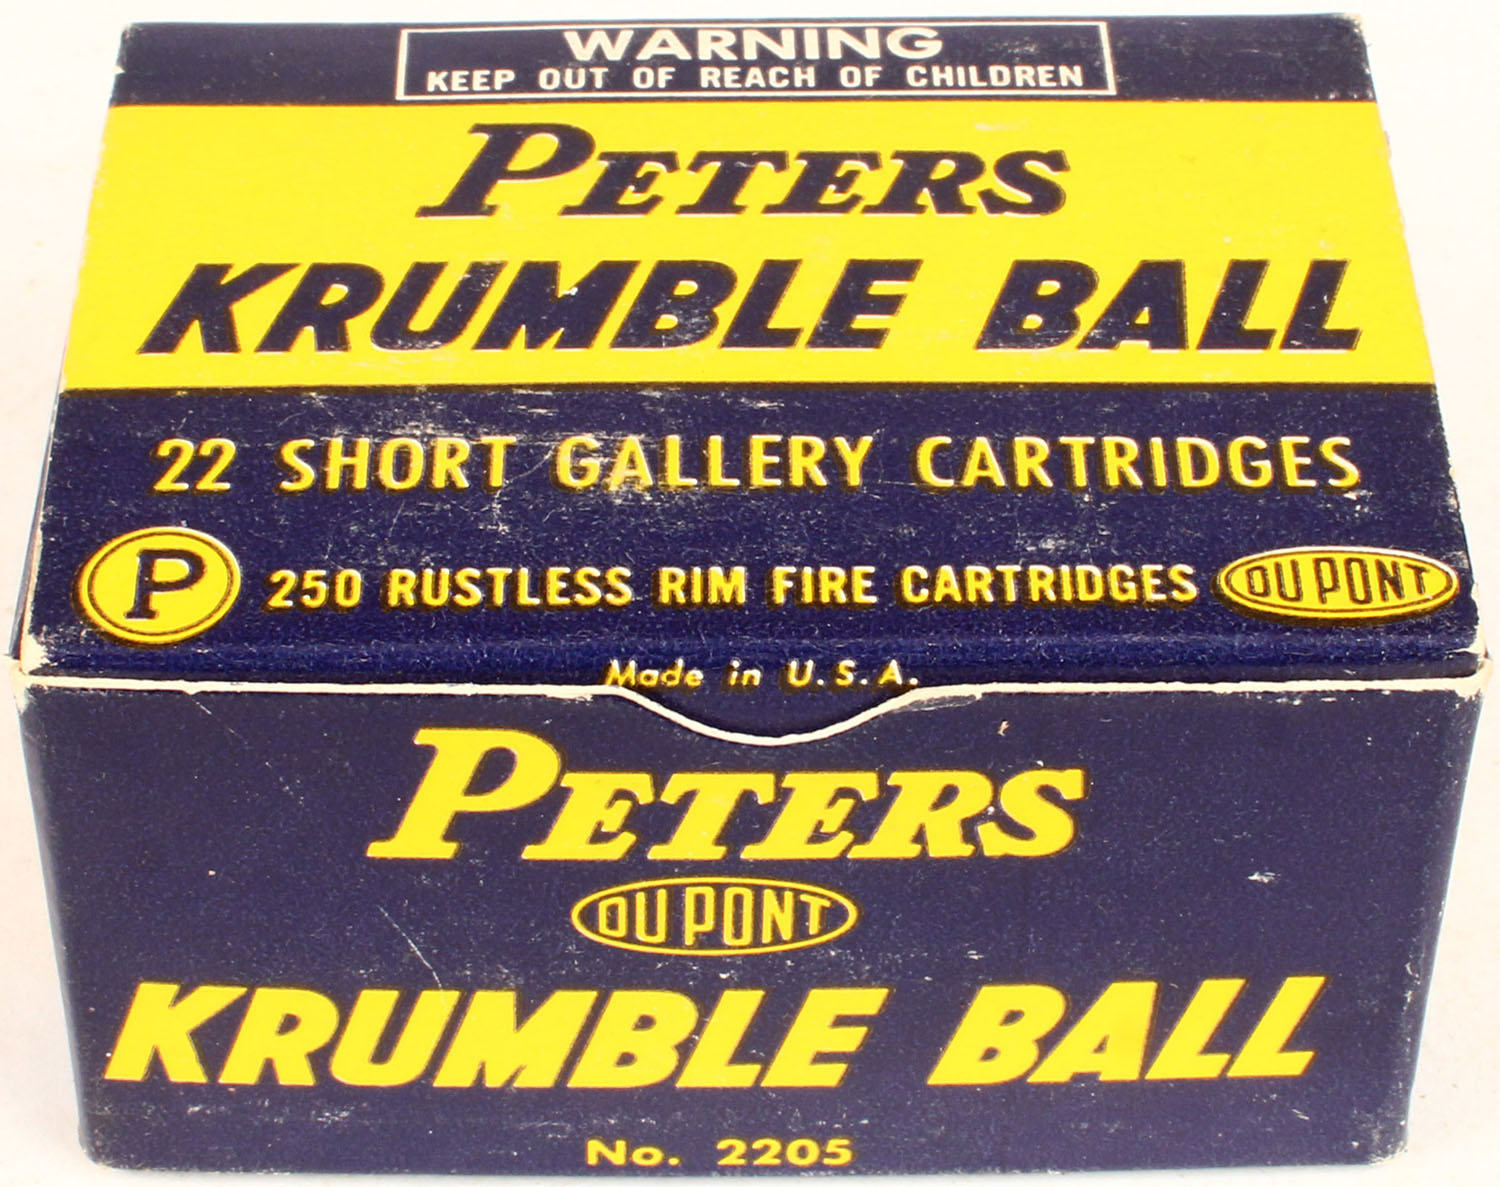 WARNING
KEEP OUT OF REACH OF CHILDREN
PETERS
KRUMBLE BALL
22 SHORT GALLERY CARTRIDGES
P 250 RUSTLESS RIM FIRE CARTRIDGES DU PONT
Made in U.S.A.
PETERS
DU PONT
KRUMBLE BALL
No. 2205